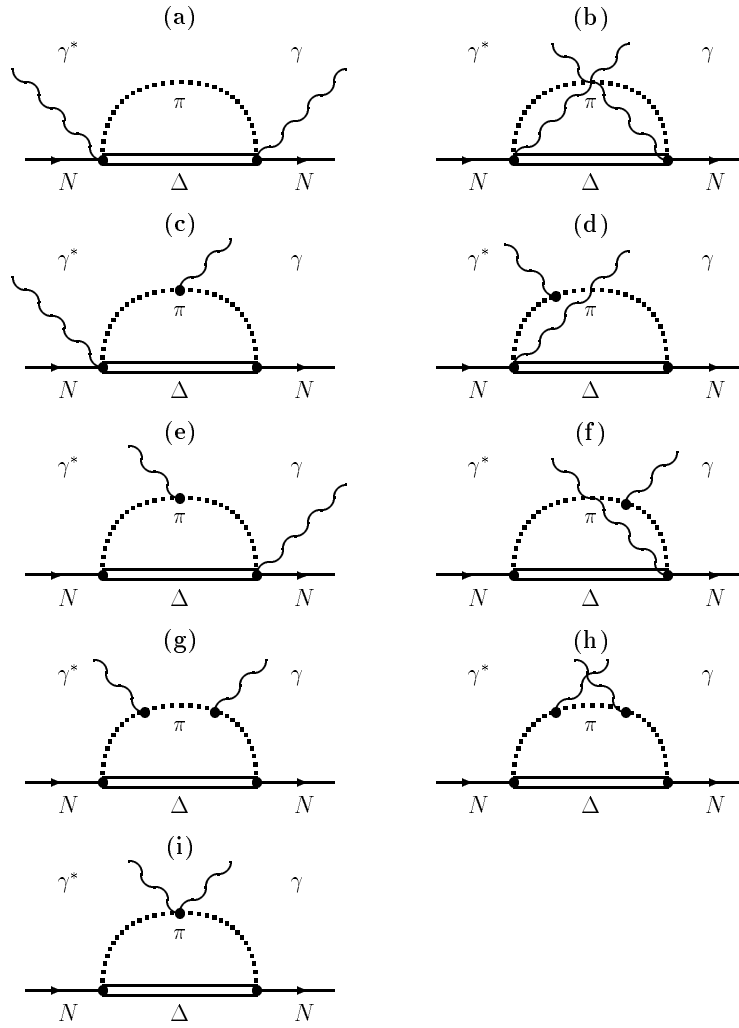 (a) (b)
γ* γ γ* γ
π π
N Δ N N Δ N
(c) (d)
γ* γ γ* γ
π π
N Δ N N Δ N
(e) (f)
γ* γ γ* γ
π π
N Δ N N Δ N
(g) (h)
γ* γ γ* γ
π π
N Δ N N Δ N
(i)
γ* γ
π
N Δ N